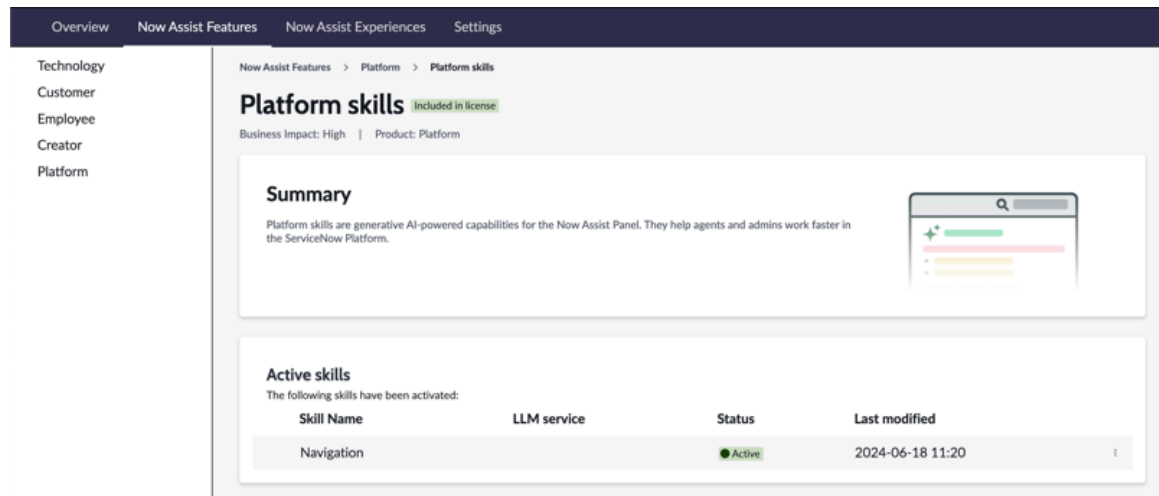 Overview Now Assist Features Now Assist Experiences Settings
Technology
Customer
Employee
Creator
Platform
Now Assist Features > Platform > Platform skills
Platform skills Included in license
Business Impact: High | Product: Platform
Summary
Platform skills are generative AI-powered capabilities for the Now Assist Panel. They help agents and admins work faster in
the ServiceNow Platform.
Active skills
The following skills have been activated:
Skill Name LLM service Status Last modified
Navigation Active 2024-06-18 11:20